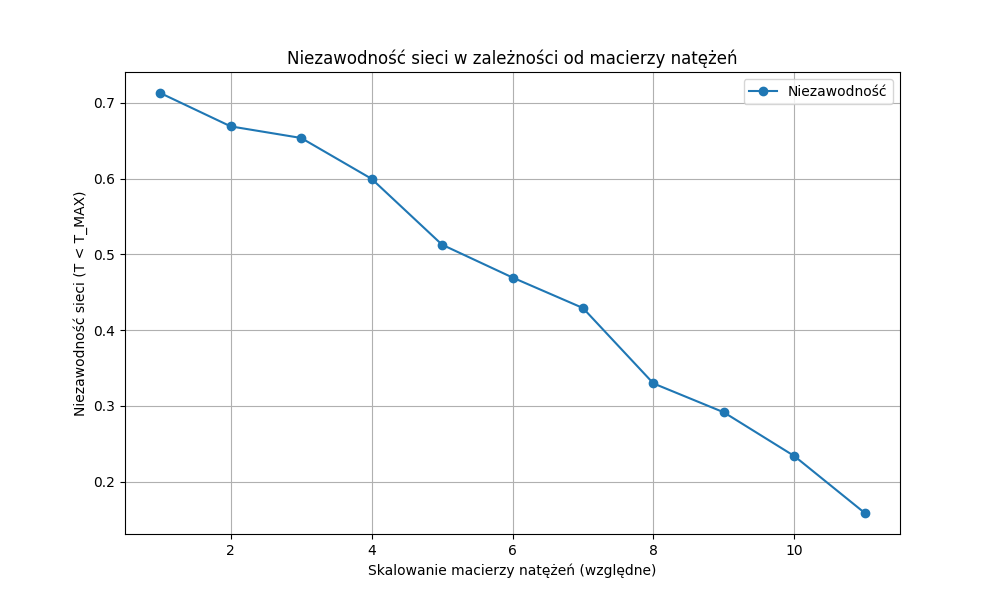 Niezawodność sieci w zależności od macierzy natężeń
Niezawodność
Niezawodność sieci (T < T_MAX)
0.7
0.6
0.5
0.4
0.3
0.2
2 4 6 8 10
Skalowanie macierzy natężeń (względne)